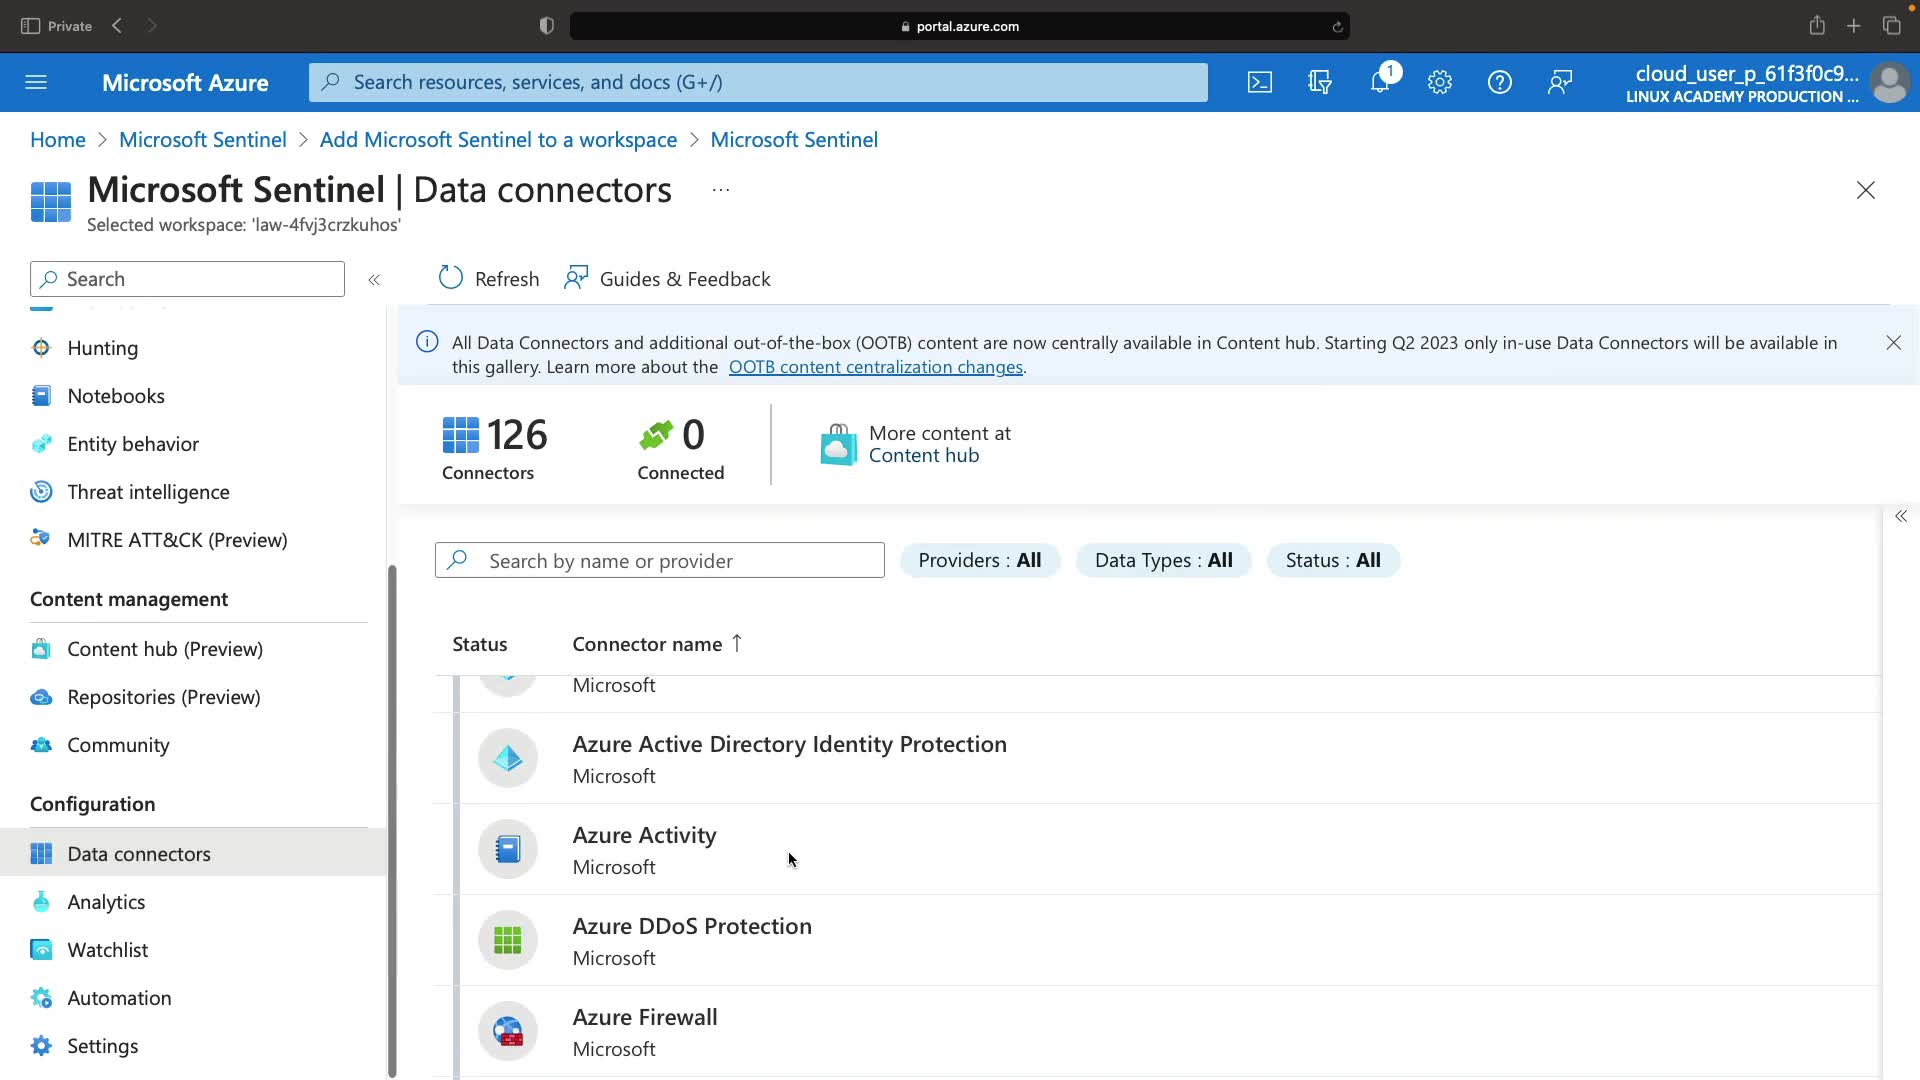 Private
portal.azure.com
Microsoft Azure
Search resources, services, and docs (G+/)
1
cloud_user_p_61f3f0c9...
LINUX ACADEMY PRODUCTION ...
Home > Microsoft Sentinel > Add Microsoft Sentinel to a workspace > Microsoft Sentinel
Microsoft Sentinel | Data connectors ...
Selected workspace: 'law-4fvj3crzkuhos'
Search
«
Refresh
Guides & Feedback
All Data Connectors and additional out-of-the-box (OOTB) content are now centrally available in Content hub. Starting Q2 2023 only in-use Data Connectors will be available in
this gallery. Learn more about the OOTB content centralization changes.
Hunting
Notebooks
Entity behavior
Threat intelligence
MITRE ATT&CK (Preview)
Content management
Content hub (Preview)
Repositories (Preview)
Community
Configuration
Data connectors
Analytics
Watchlist
Automation
Settings
126
Connectors
0
Connected
More content at
Content hub
«
Search by name or provider
Providers : All
Data Types : All
Status : All
Status
Connector name ↑
Microsoft
Azure Active Directory Identity Protection
Microsoft
Azure Activity
Microsoft
Azure DDoS Protection
Microsoft
Azure Firewall
Microsoft